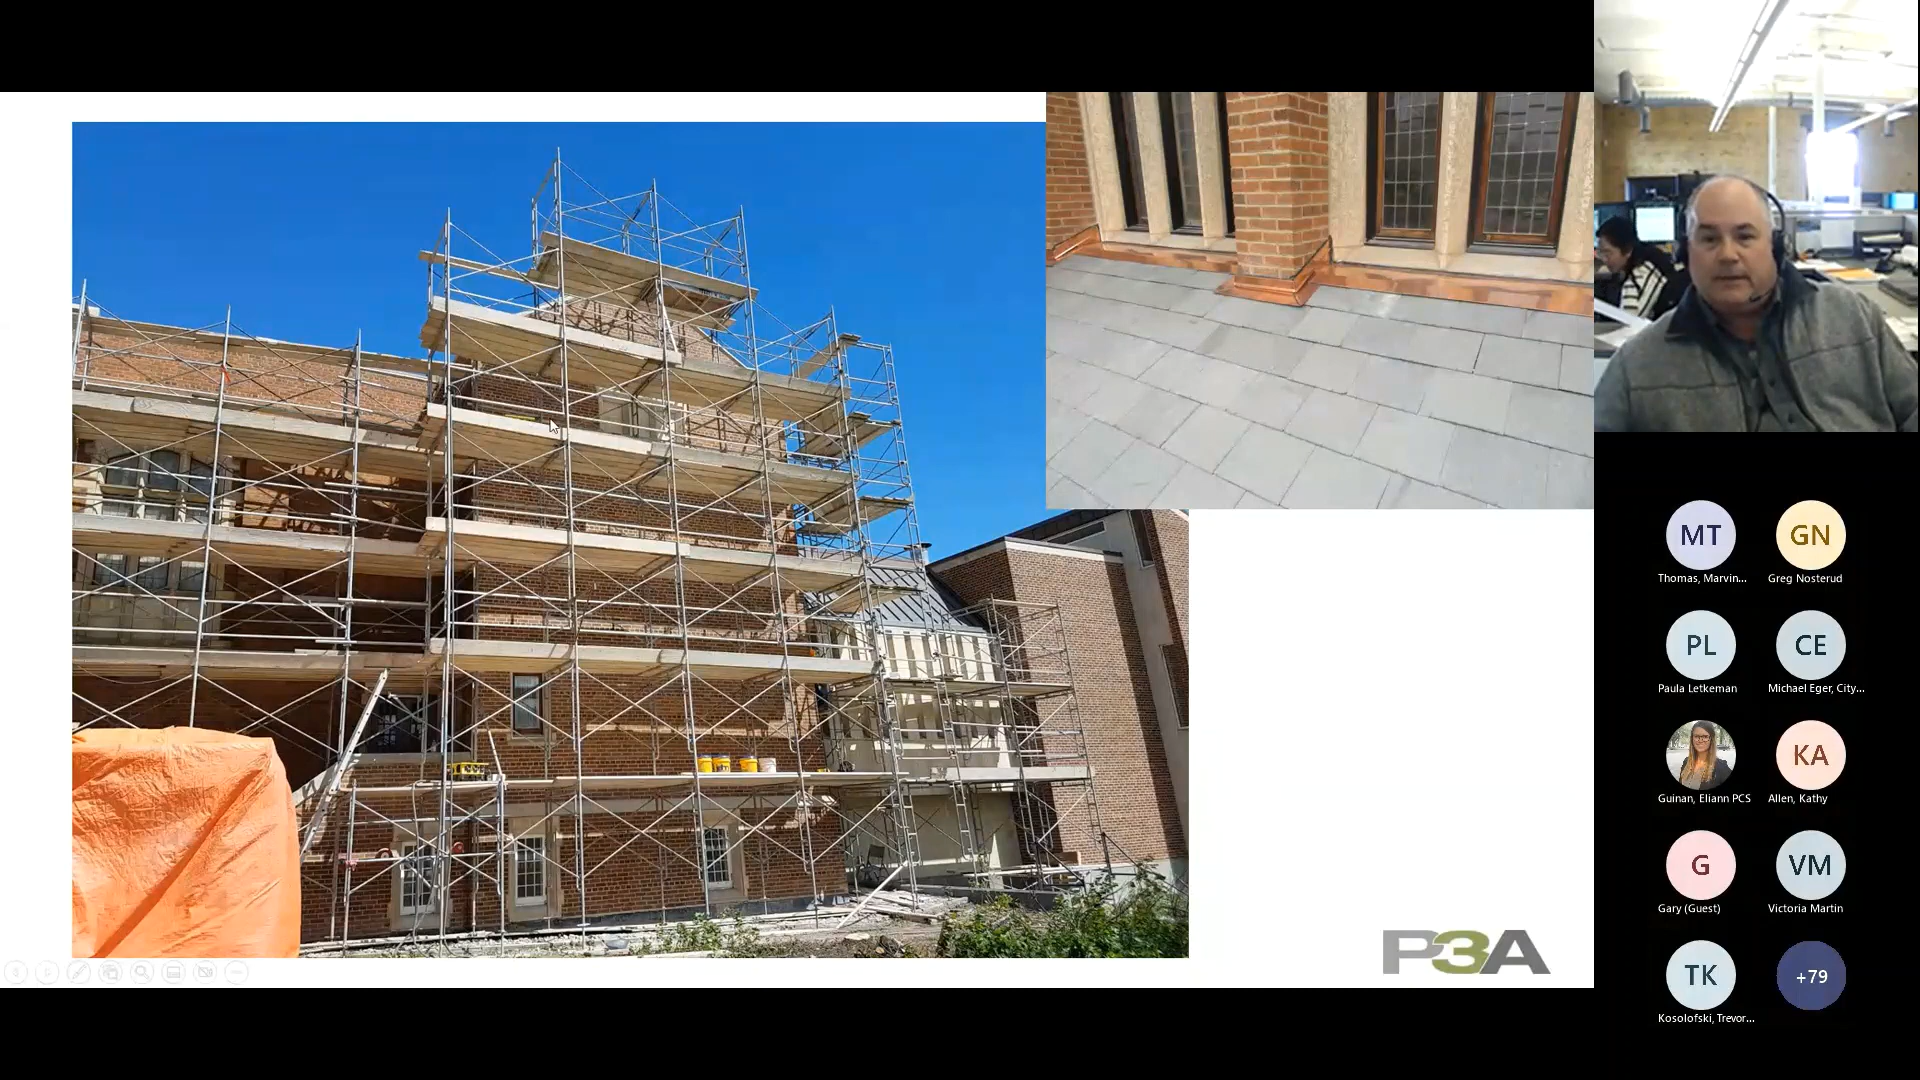 MT
GN
Thomas, Marvin...
Greg Nosterud
PL
CE
Paula Letkeman
Michael Eger, City...
KA
Guinan, Eliann PCS
Allen, Kathy
G
VM
Gary (Guest)
Victoria Martin
TK
+79
Kosolofski, Trevor...
P3A